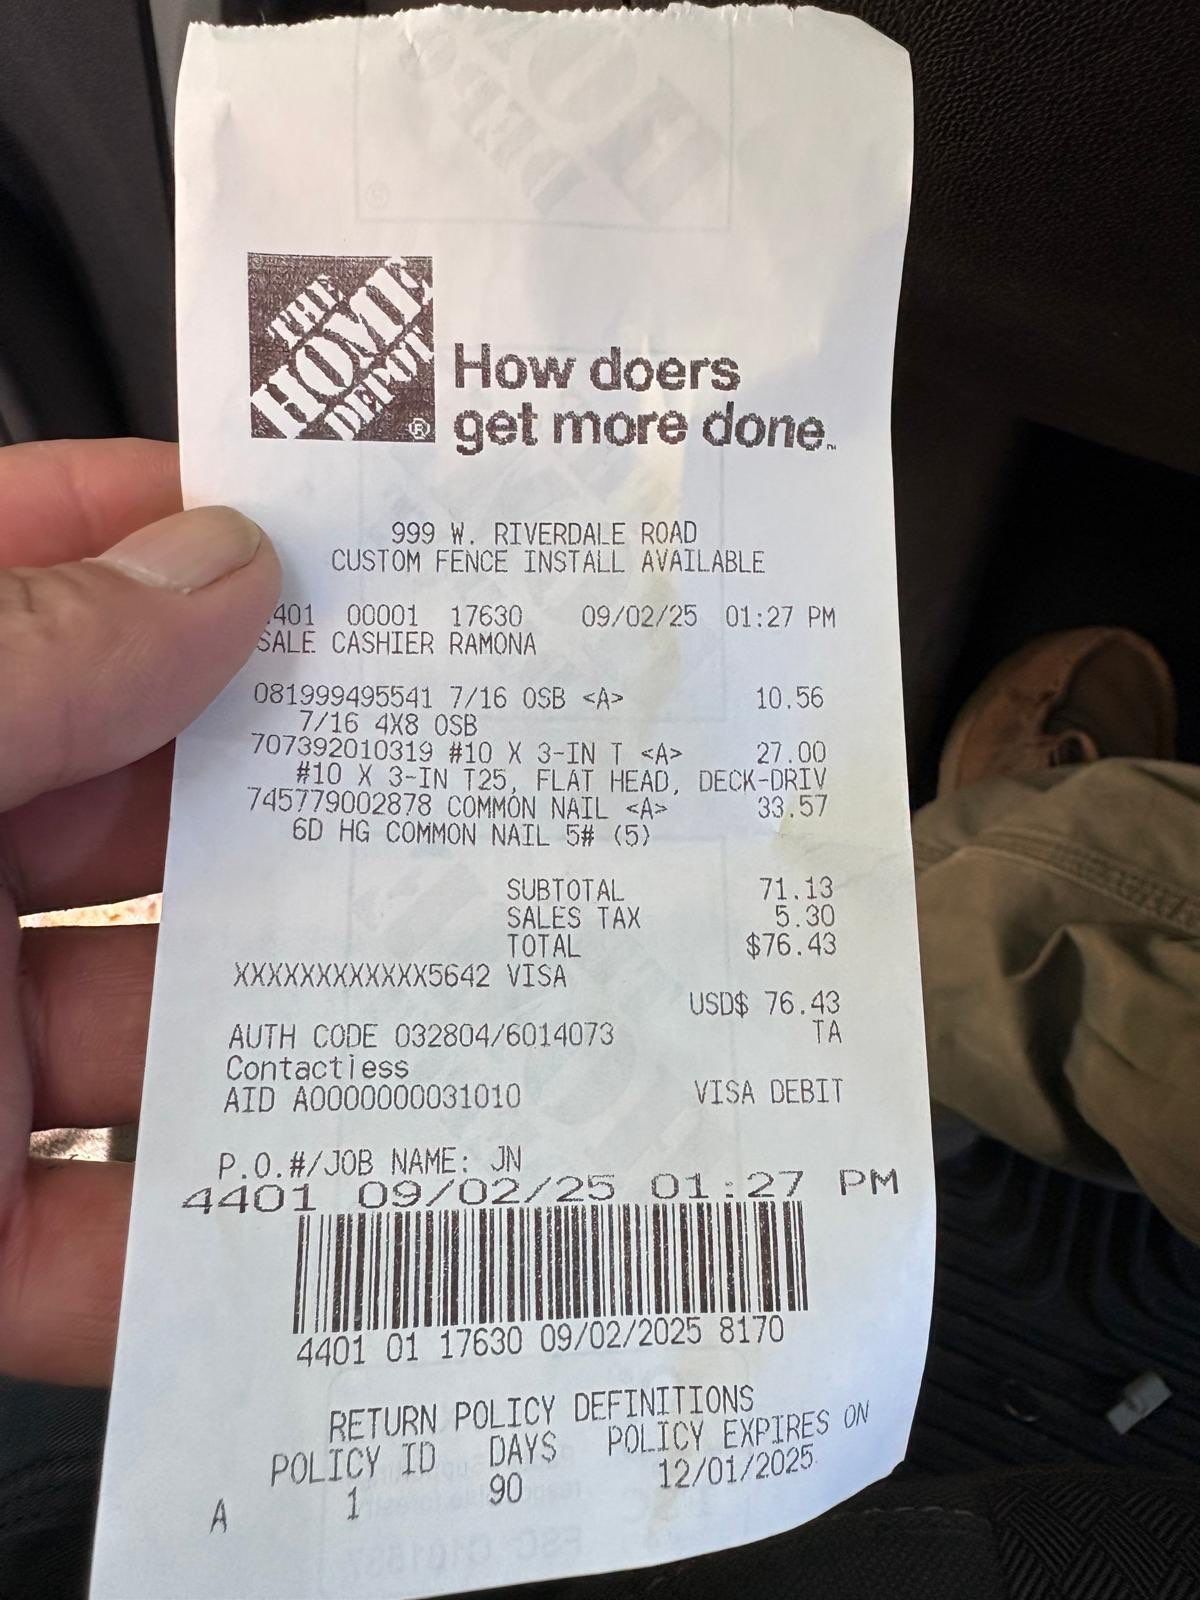 THE
HOME
DEPOT
®
How doers
get more done.™
999 W. RIVERDALE ROAD
CUSTOM FENCE INSTALL AVAILABLE
401 00001 17630 09/02/25 01:27 PM
SALE CASHIER RAMONA
081999495541 7/16 OSB <A> 10.56
7/16 4X8 OSB
707392010319 #10 X 3-IN T <A> 27.00
#10 X 3-IN T25, FLAT HEAD, DECK-DRIV
745779002878 COMMON NAIL <A> 33.57
6D HG COMMON NAIL 5# (5)
SUBTOTAL 71.13
SALES TAX 5.30
TOTAL $76.43
XXXXXXXXXXXX5642 VISA
USD$ 76.43
AUTH CODE 032804/6014073 TA
Contactless
AID A0000000031010 VISA DEBIT
P.O.#/JOB NAME: JN
4401 09/02/25 01:27 PM
4401 01 17630 09/02/2025 8170
RETURN POLICY DEFINITIONS
POLICY ID DAYS POLICY EXPIRES ON
A 1 90 12/01/2025